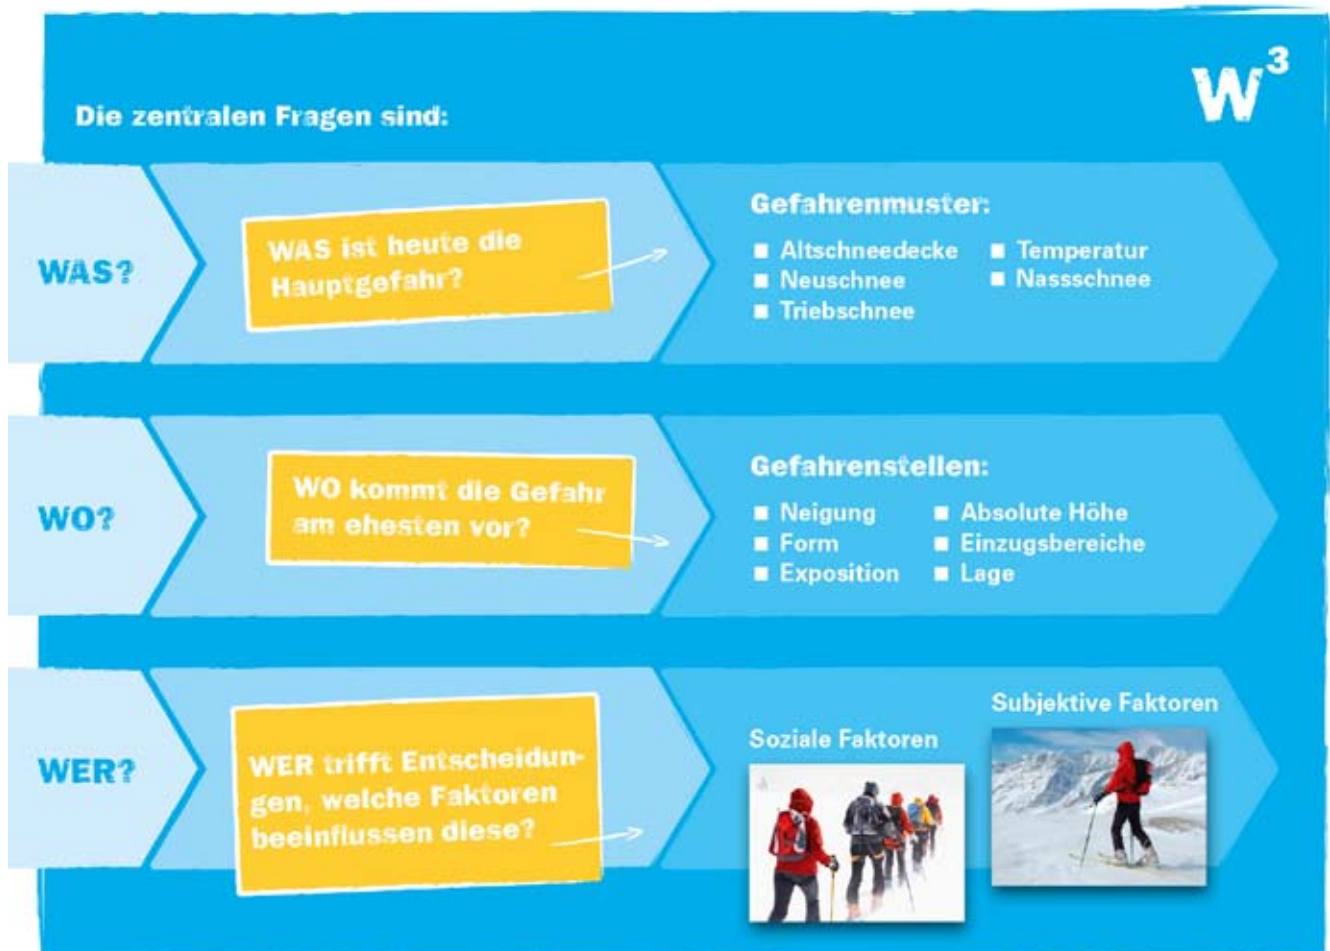 W³
Die zentralen Fragen sind:
WAS?
WAS ist heute die
Hauptgefahr?
Gefahrenmuster:
Altschneedecke
Neuschnee
Triebschnee
Temperatur
Nassschnee
WO?
WO kommt die Gefahr
am ehesten vor?
Gefahrenstellen:
Neigung
Form
Exposition
Absolute Höhe
Einzugsbereiche
Lage
WER?
WER trifft Entscheidun-
gen, welche Faktoren
beeinflussen diese?
Soziale Faktoren
Subjektive Faktoren